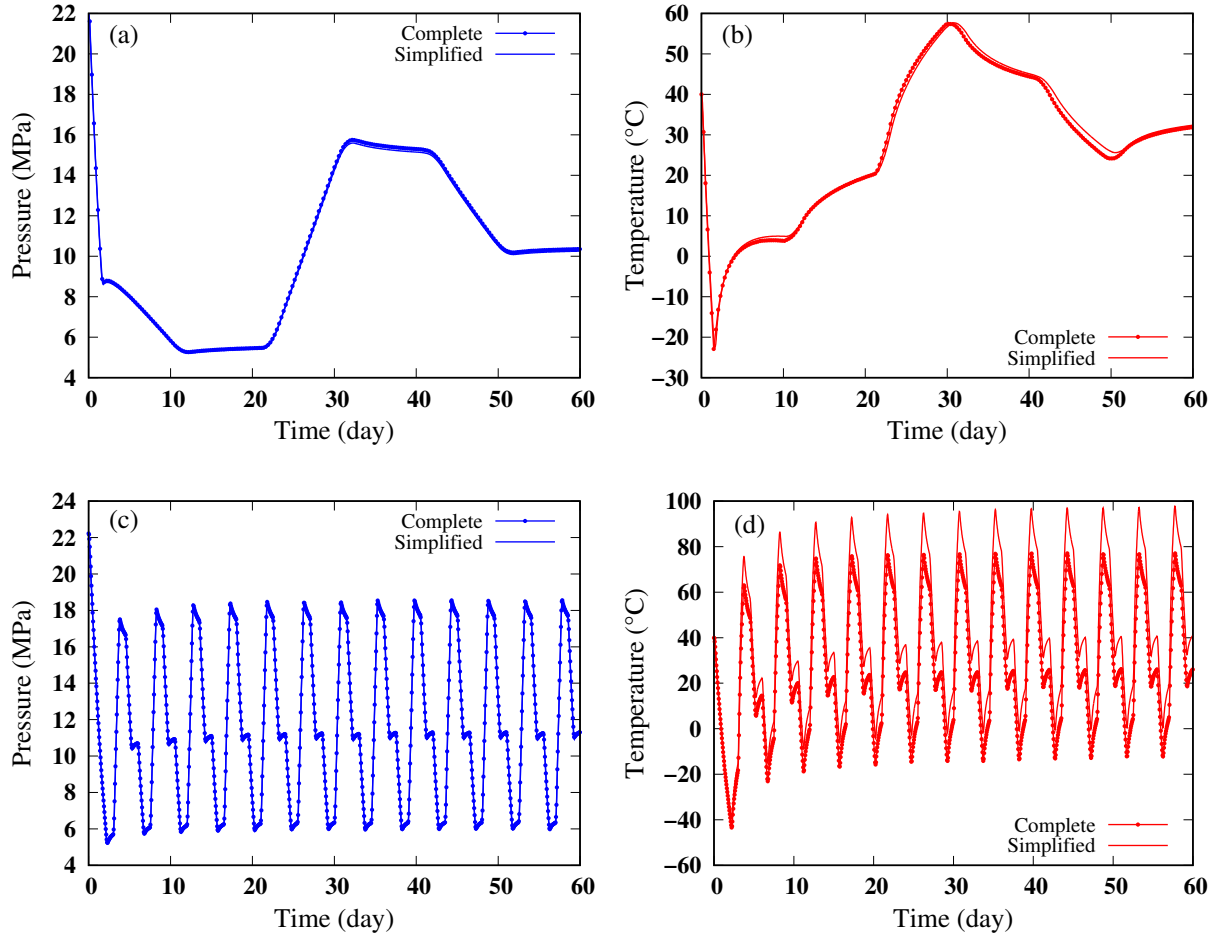 (a)
Complete
Simplified
Pressure (MPa)
22
20
18
16
14
12
10
8
6
4
0 10 20 30 40 50 60
Time (day)
(b)
Complete
Simplified
Temperature (°C)
60
50
40
30
20
10
0
−10
−20
−30
0 10 20 30 40 50 60
Time (day)
(c)
Complete
Simplified
Pressure (MPa)
24
22
20
18
16
14
12
10
8
6
4
0 10 20 30 40 50 60
Time (day)
(d)
Complete
Simplified
Temperature (°C)
100
80
60
40
20
0
−20
−40
−60
0 10 20 30 40 50 60
Time (day)